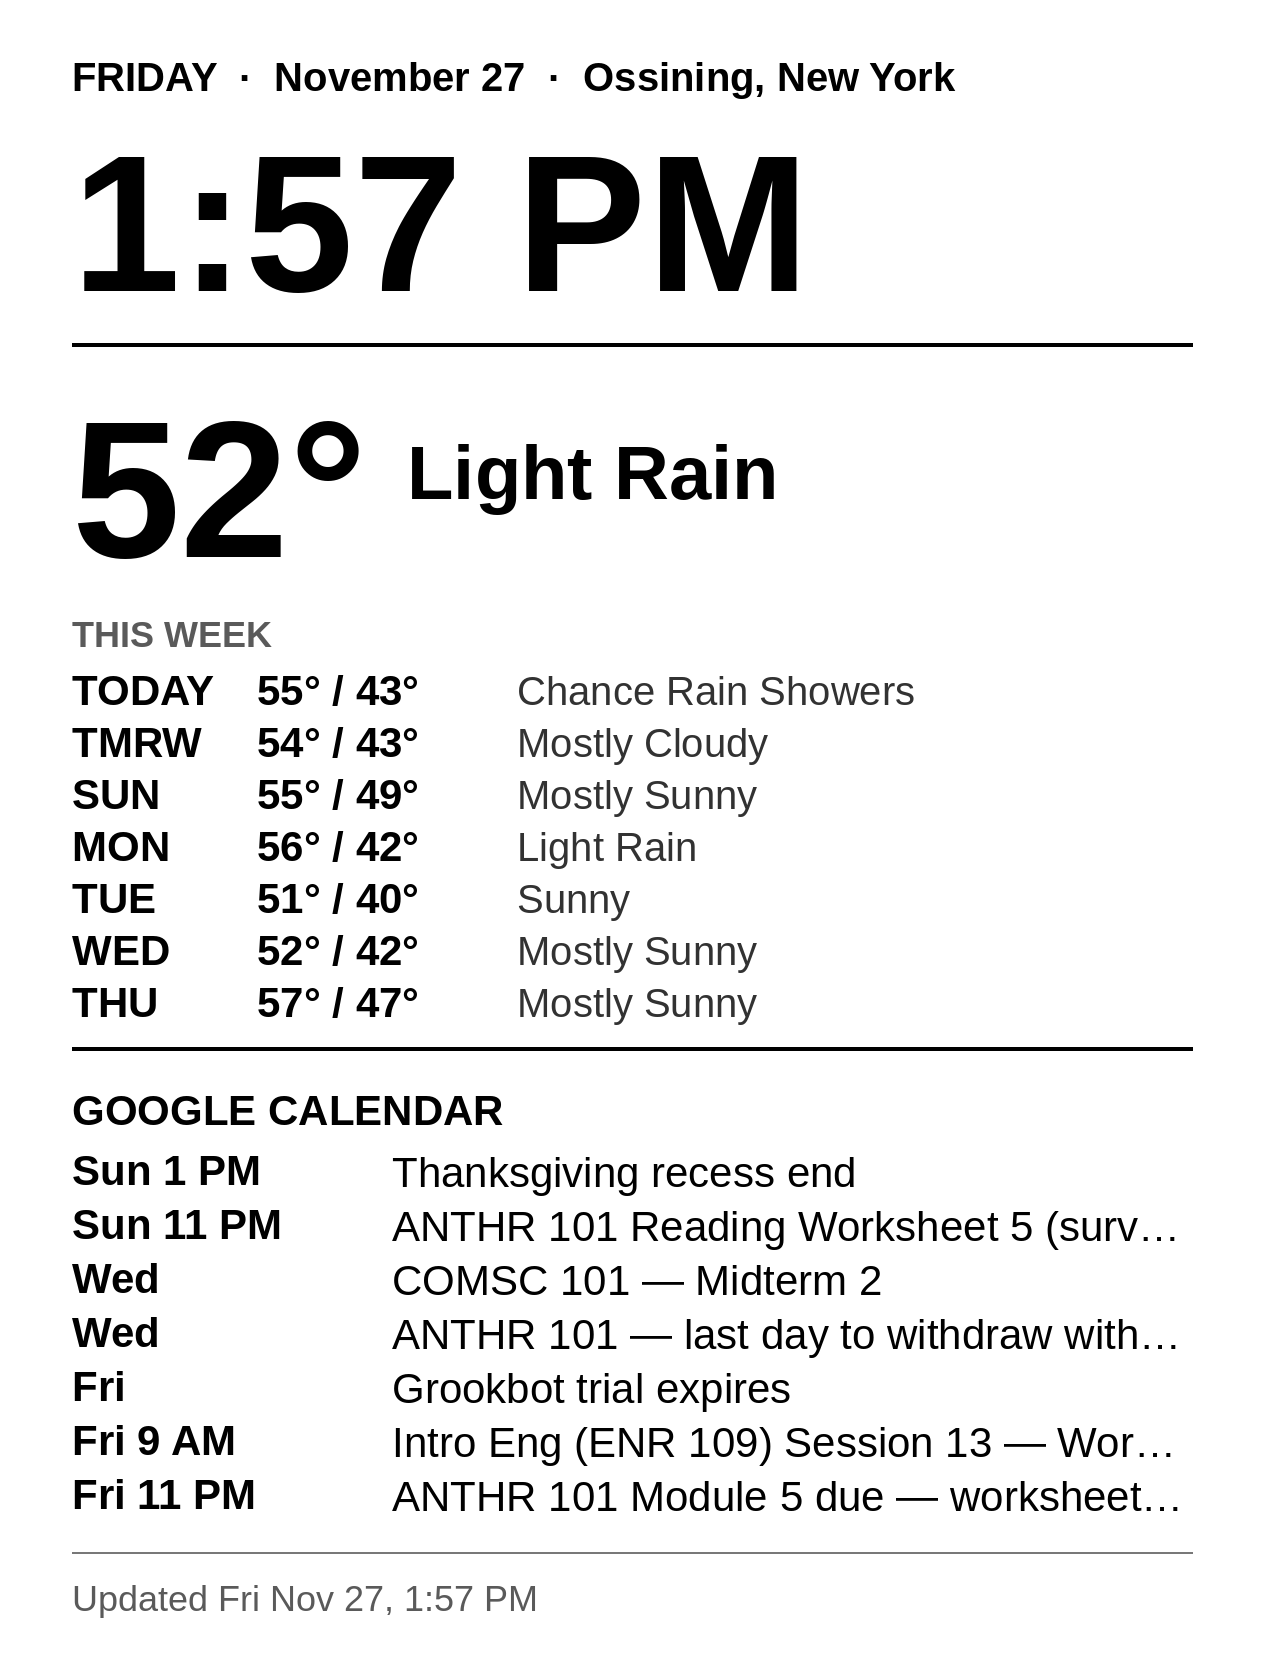 FRIDAY · November 27 · Ossining, New York
1:57 PM
52° Light Rain
THIS WEEK
TODAY 55° / 43° Chance Rain Showers
TMRW 54° / 43° Mostly Cloudy
SUN 55° / 49° Mostly Sunny
MON 56° / 42° Light Rain
TUE 51° / 40° Sunny
WED 52° / 42° Mostly Sunny
THU 57° / 47° Mostly Sunny
GOOGLE CALENDAR
Sun 1 PM Thanksgiving recess end
Sun 11 PM ANTHR 101 Reading Worksheet 5 (surv…
Wed COMSC 101 — Midterm 2
Wed ANTHR 101 — last day to withdraw with…
Fri Grookbot trial expires
Fri 9 AM Intro Eng (ENR 109) Session 13 — Wor…
Fri 11 PM ANTHR 101 Module 5 due — worksheet…
Updated Fri Nov 27, 1:57 PM